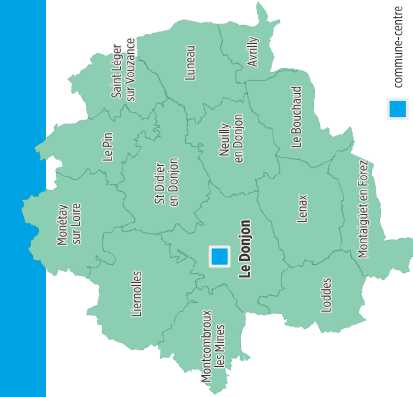 Monétay
sur Loire
Le Pin
Saint Léger
sur Vouzance
Liernolles
St Didier
en Donjon
Luneau
Montcombroux
les Mines
Neuilly
en Donjon
Le Donjon
Avrilly
Le Bouchaud
Lenax
Loddes
Montaiguet en Forez
commune-centre